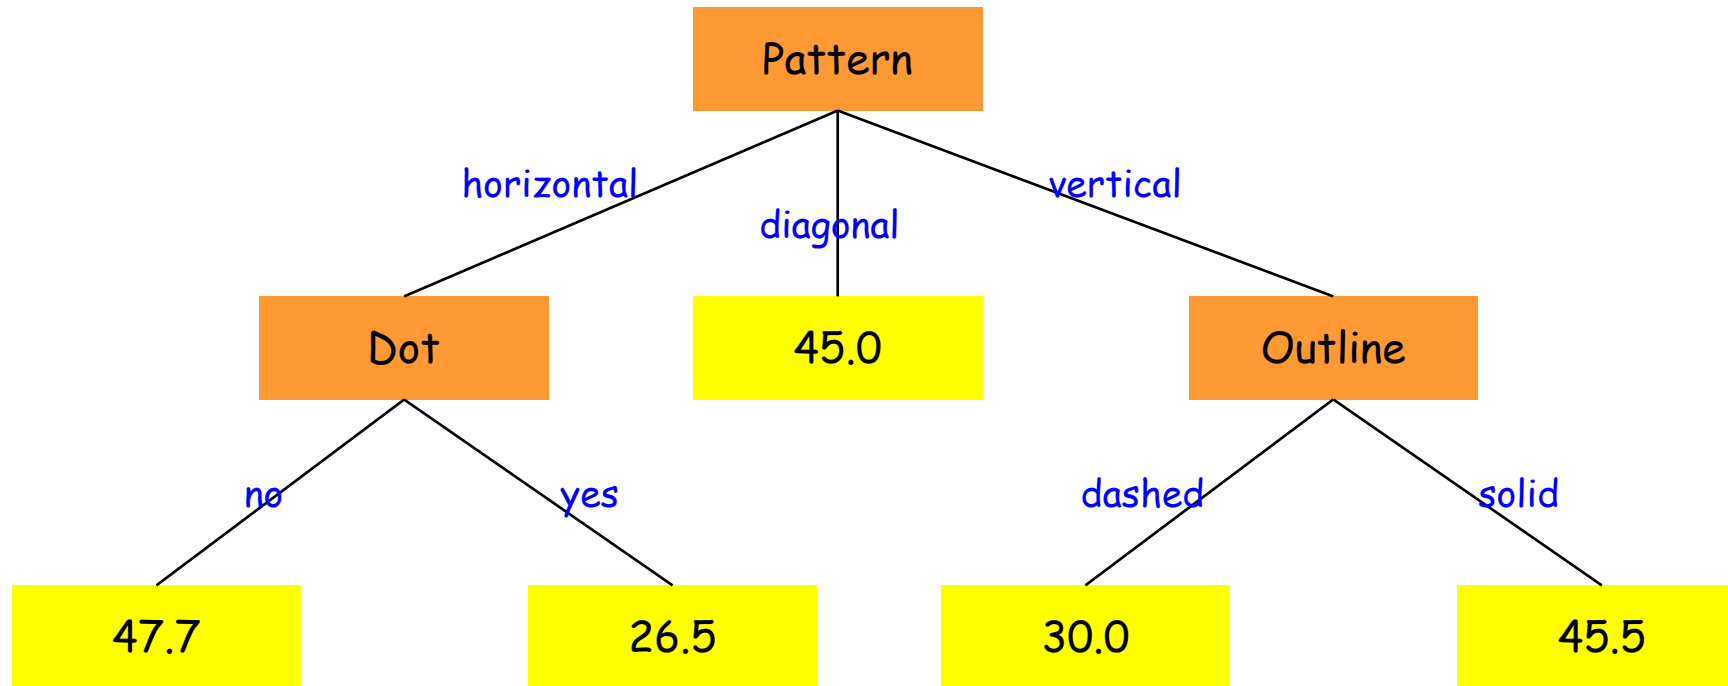 Pattern
horizontal
diagonal
vertical
Dot
45.0
Outline
no
yes
dashed
solid
47.7
26.5
30.0
45.5